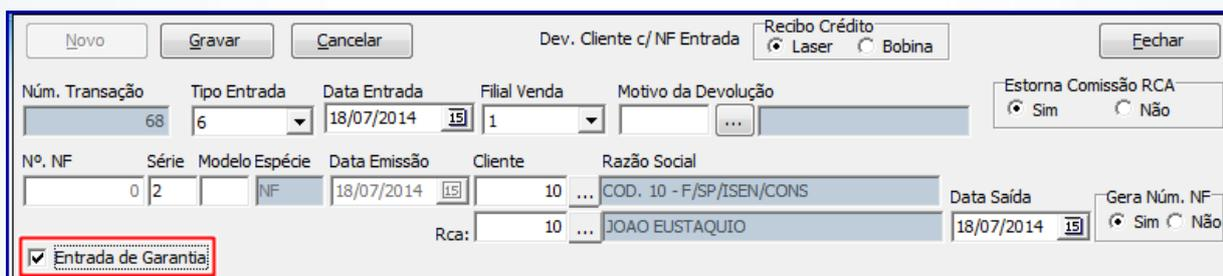 Novo Gravar Cancelar Dev. Cliente c/ NF Entrada Recibo Crédito Laser Bobina Fechar
Núm. Transação Tipo Entrada Data Entrada Filial Venda Motivo da Devolução Estorna Comissão RCA
68 6 18/07/2014 15 1 ... Sim Não
Nº. NF Série Modelo Espécie Data Emissão Cliente Razão Social
0 2 NF 18/07/2014 15 10 ... COD. 10 - F/SP/ISEN/CONS Data Saída Gera Núm. NF
Rca: 10 ... JOAO EUSTAQUIO 18/07/2014 15 Sim Não
Entrada de Garantia